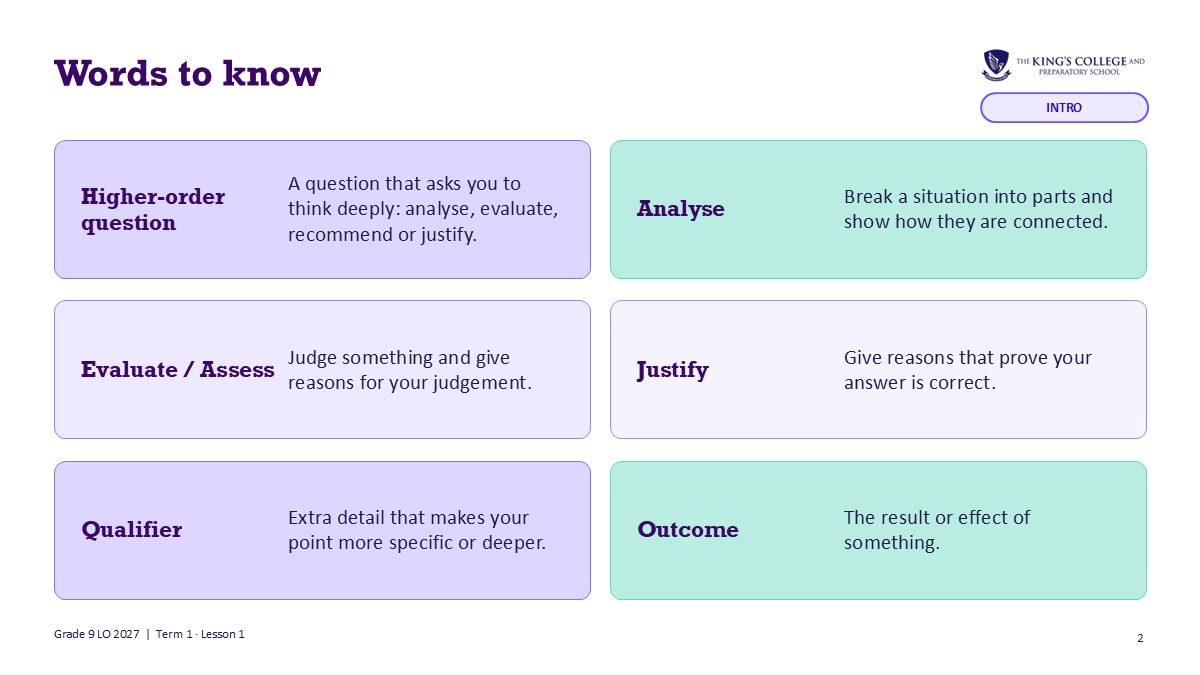 Words to know
THE KING'S COLLEGE AND
PREPARATORY SCHOOL
INTRO
Higher-order
question
A question that asks you to
think deeply: analyse, evaluate,
recommend or justify.
Analyse
Break a situation into parts and
show how they are connected.
Evaluate / Assess
Judge something and give
reasons for your judgement.
Justify
Give reasons that prove your
answer is correct.
Qualifier
Extra detail that makes your
point more specific or deeper.
Outcome
The result or effect of
something.
Grade 9 LO 2027 | Term 1 · Lesson 1
2